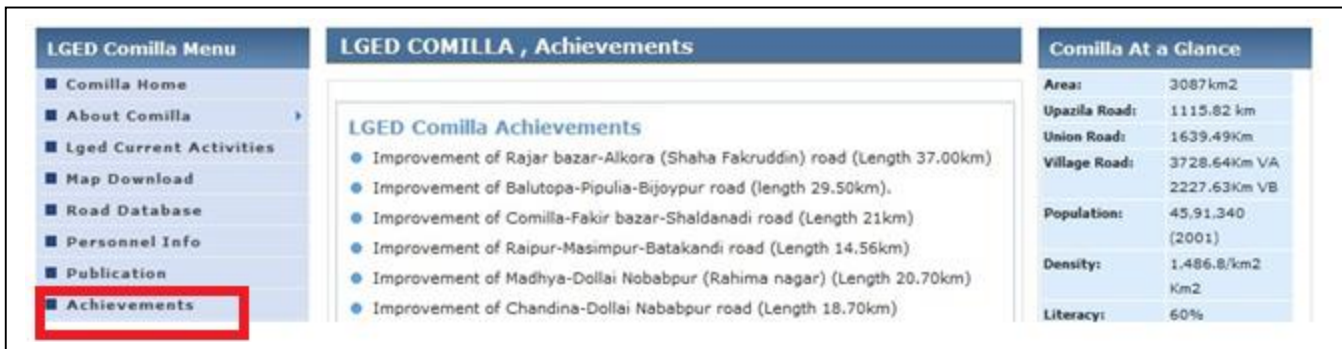 LGED Comilla Menu
Comilla Home
About Comilla
Lged Current Activities
Map Download
Road Database
Personnel Info
Publication
Achievements
LGED COMILLA , Achievements
LGED Comilla Achievements
Improvement of Rajar bazar-Alkora (Shaha Fakruddin) road (Length 37.00km)
Improvement of Balutopa-Pipulia-Bijoypur road (length 29.50km).
Improvement of Comilla-Fakir bazar-Shaldanadi road (Length 21km)
Improvement of Raipur-Masimpur-Batakandi road (Length 14.56km)
Improvement of Madhya-Dollai Nobabpur (Rahima nagar) (Length 20.70km)
Improvement of Chandina-Dollai Nababpur road (Length 18.70km)
Comilla At a Glance
Area: 3087km2
Upazila Road: 1115.82 km
Union Road: 1639.49Km
Village Road: 3728.64Km VA
2227.63Km VB
Population: 45,91,340
(2001)
Density: 1,486.8/km2
Km2
Literacy: 60%